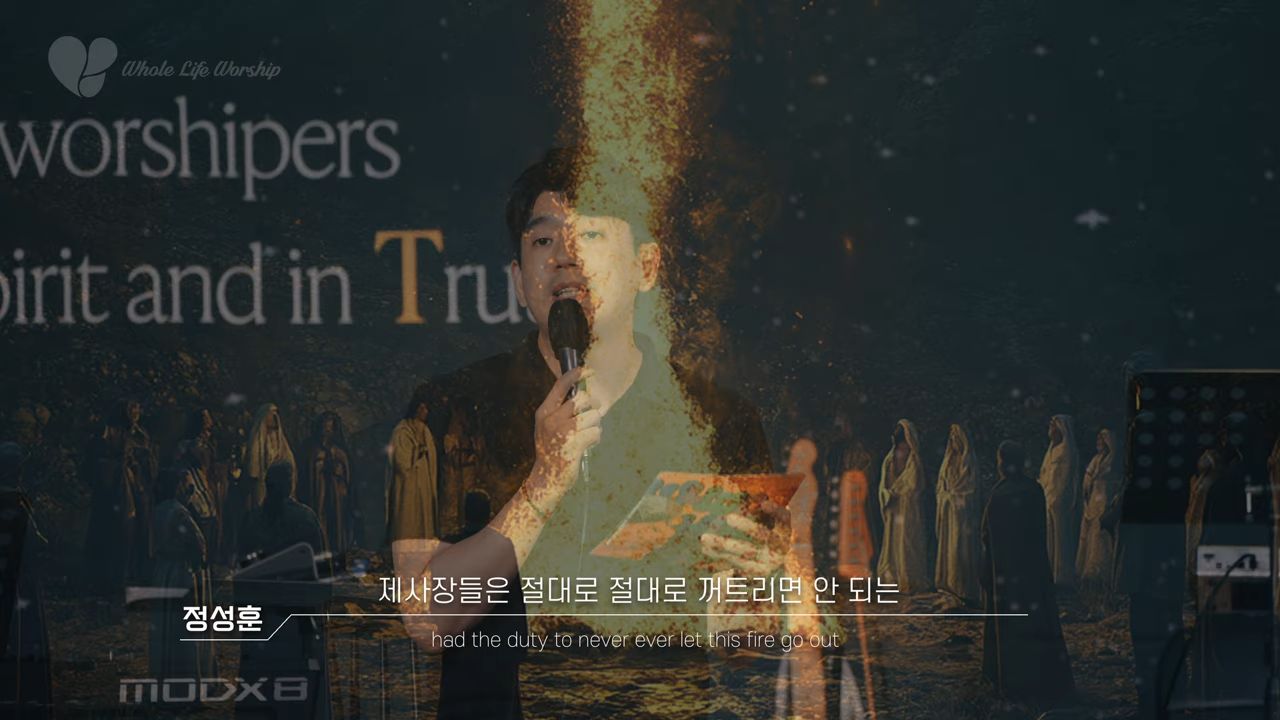 Whole Life Worship
worshipers
pirit and in Tru
제사장들은 절대로 절대로 꺼트리면 안 되는
정성훈
had the duty to never ever let this fire go out
MODX8